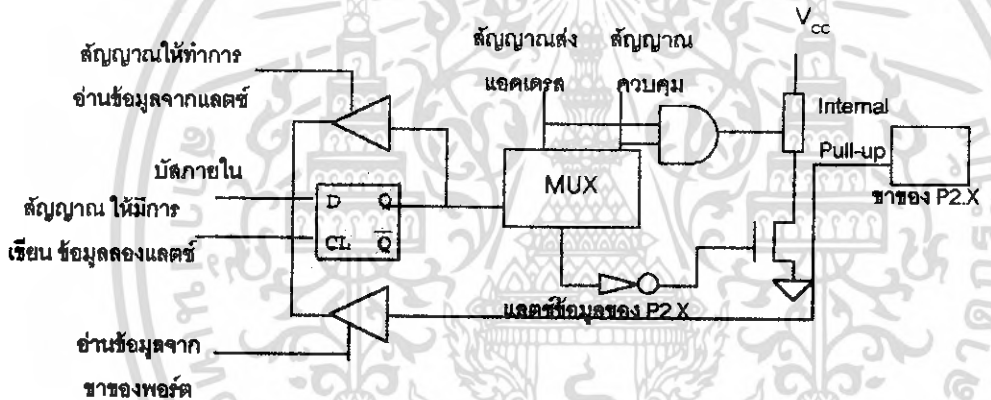 สัญญาณให้ทำการ
อ่านข้อมูลจากแลตซ์
สัญญาณส่ง
แอดเดรส
สัญญาณ
ควบคุม
Vcc
Internal
Pull-up
ขาของ P2.X
บัสภายใน
สัญญาณ ให้มีการ
เขียน ข้อมูลลองแลตซ์
D Q
CL Q̅
MUX
แลตซ์ข้อมูลของ P2.X
อ่านข้อมูลจาก
ขาของพอร์ต